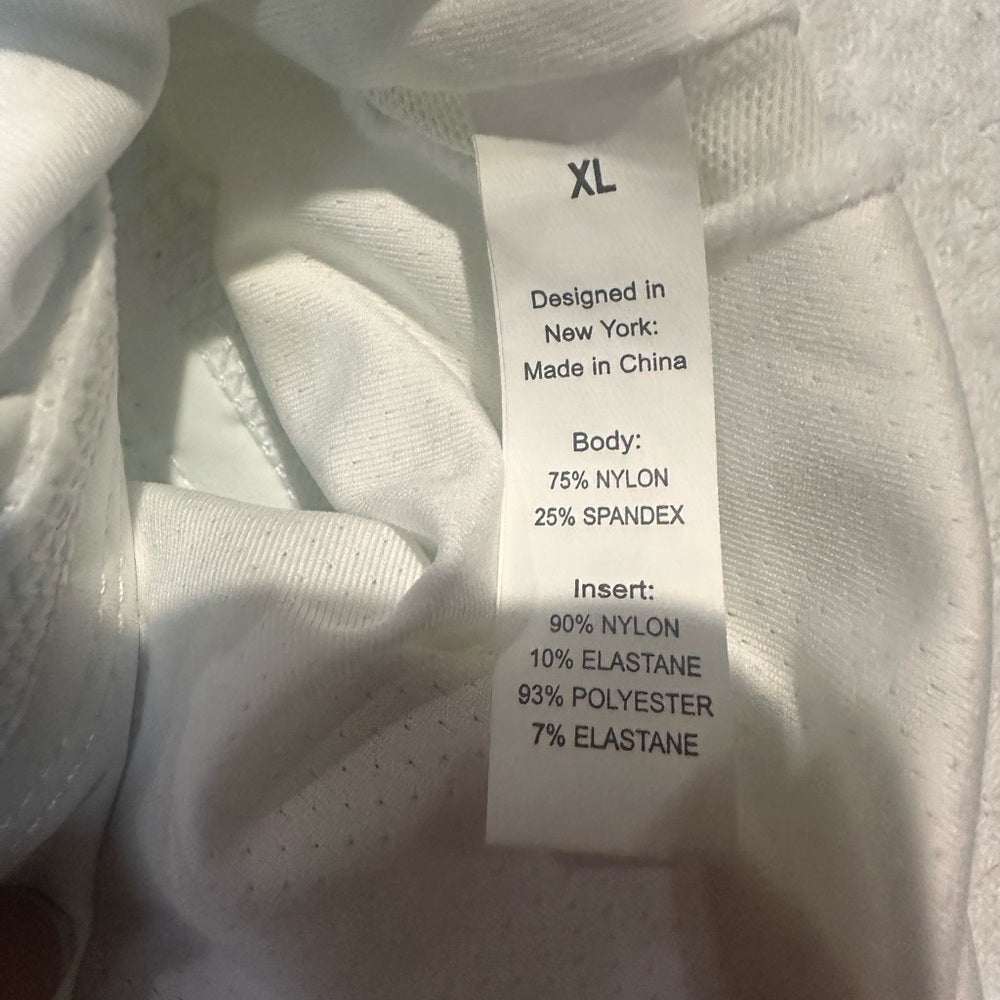 XL
Designed in
New York:
Made in China
Body:
75% NYLON
25% SPANDEX
Insert:
90% NYLON
10% ELASTANE
93% POLYESTER
7% ELASTANE